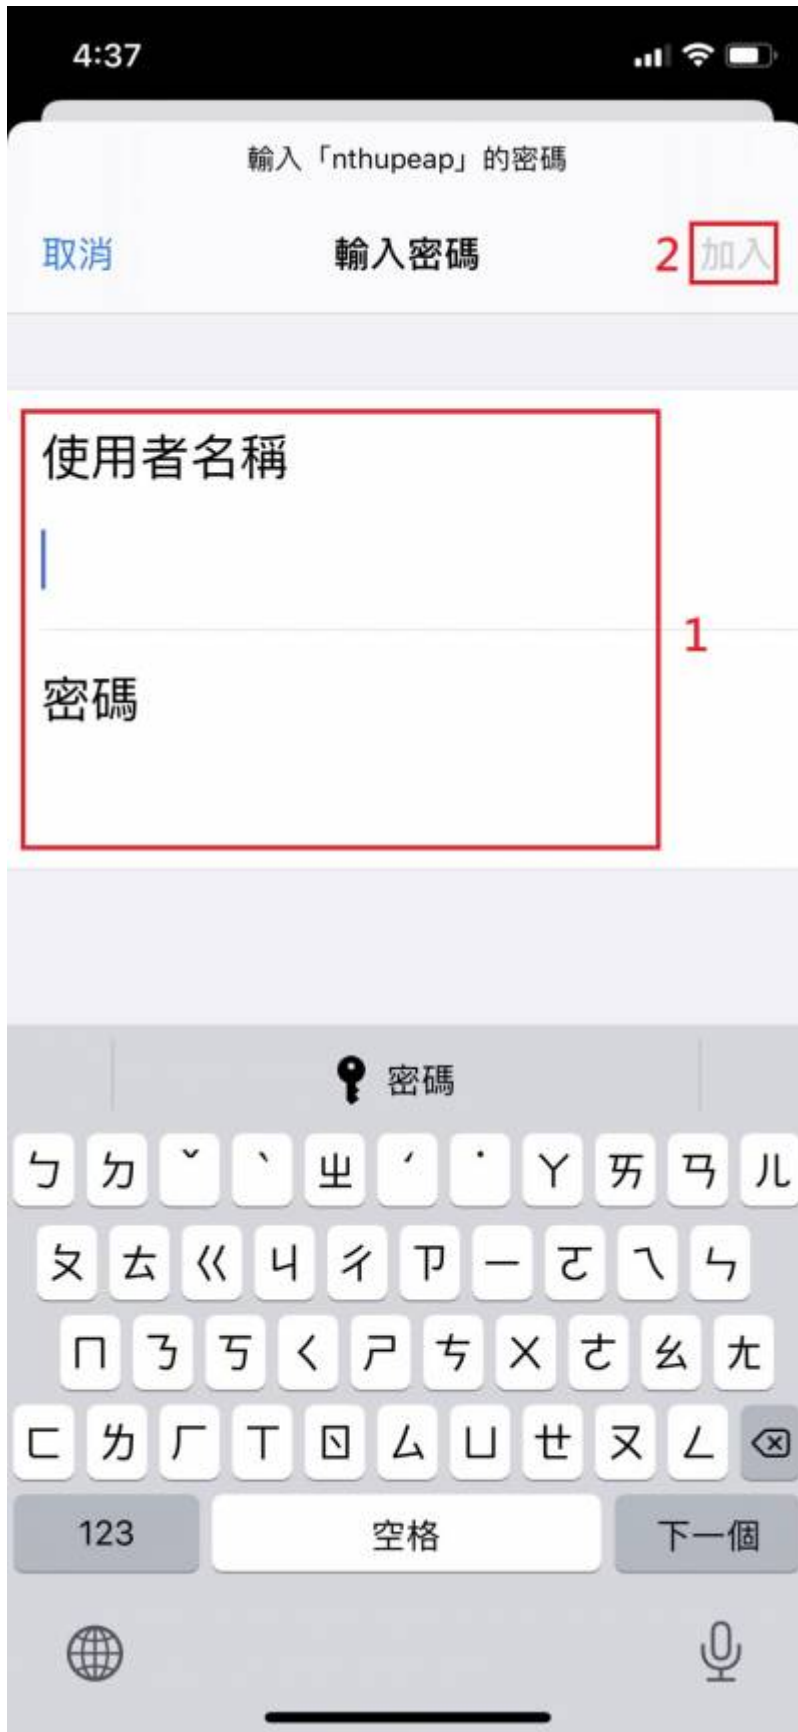 4:37
輸入「nthupeap」的密碼
取消 輸入密碼 2 加入
使用者名稱
1
密碼
密碼
ㄅ ㄉ ˇ ˋ ㄓ ˊ ˙ ㄚ ㄞ ㄢ ㄦ
ㄆ ㄊ ㄍ ㄐ ㄔ ㄗ ㄧ ㄛ ㄟ ㄣ
ㄇ ㄋ ㄎ ㄑ ㄕ ㄘ ㄨ ㄜ ㄠ ㄤ
ㄈ ㄌ ㄏ ㄒ ㄖ ㄙ ㄩ ㄝ ㄡ ㄥ
123 空格 下一個